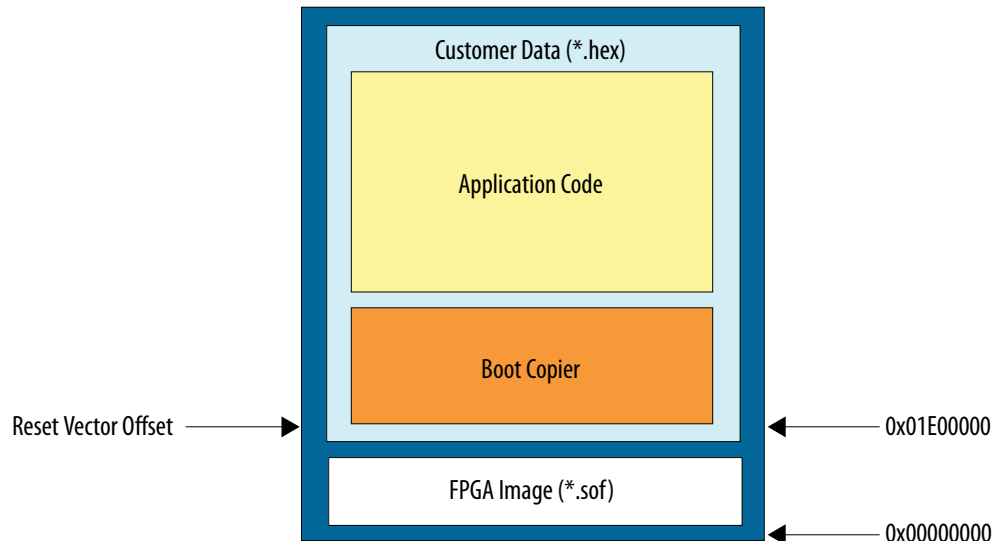 Customer Data (*.hex)
Application Code
Boot Copier
Reset Vector Offset
0x01E00000
FPGA Image (*.sof)
0x00000000